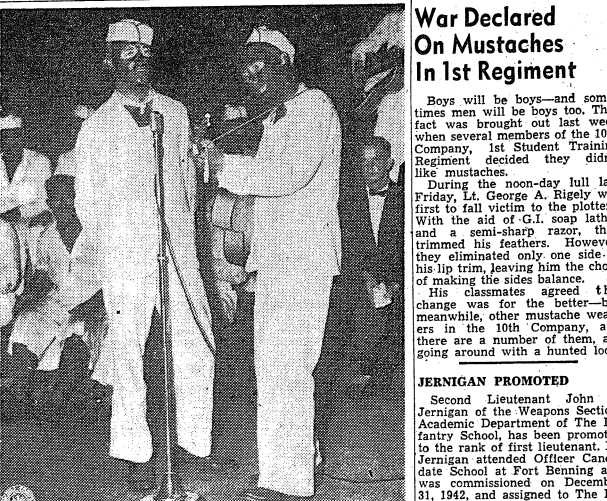 War Declared
On Mustaches
In 1st Regiment
Boys will be boys—and som
times men will be boys too. Th
fact was brought out last wee
when several members of the 10
Company, 1st Student Traini
Regiment decided they didn
like mustaches.
During the noon-day lull la
Friday, Lt. George A. Rigely w
first to fall victim to the plotte
With the aid of G.I. soap lath
and a semi-sharp razor, th
trimmed his feathers. Howeve
they eliminated only one side
his lip trim, leaving him the cho
of making the sides balance.
His classmates agreed th
change was for the better—b
meanwhile, other mustache wea
ers in the 10th Company, a
there are a number of them, a
going around with a hunted loo
JERNIGAN PROMOTED
Second Lieutenant John
Jernigan of the Weapons Sectio
Academic Department of The I
fantry School, has been promot
to the rank of first lieutenant.
Jernigan attended Officer Cand
date School at Fort Benning a
was commissioned on Decemb
31, 1942, and assigned to The I